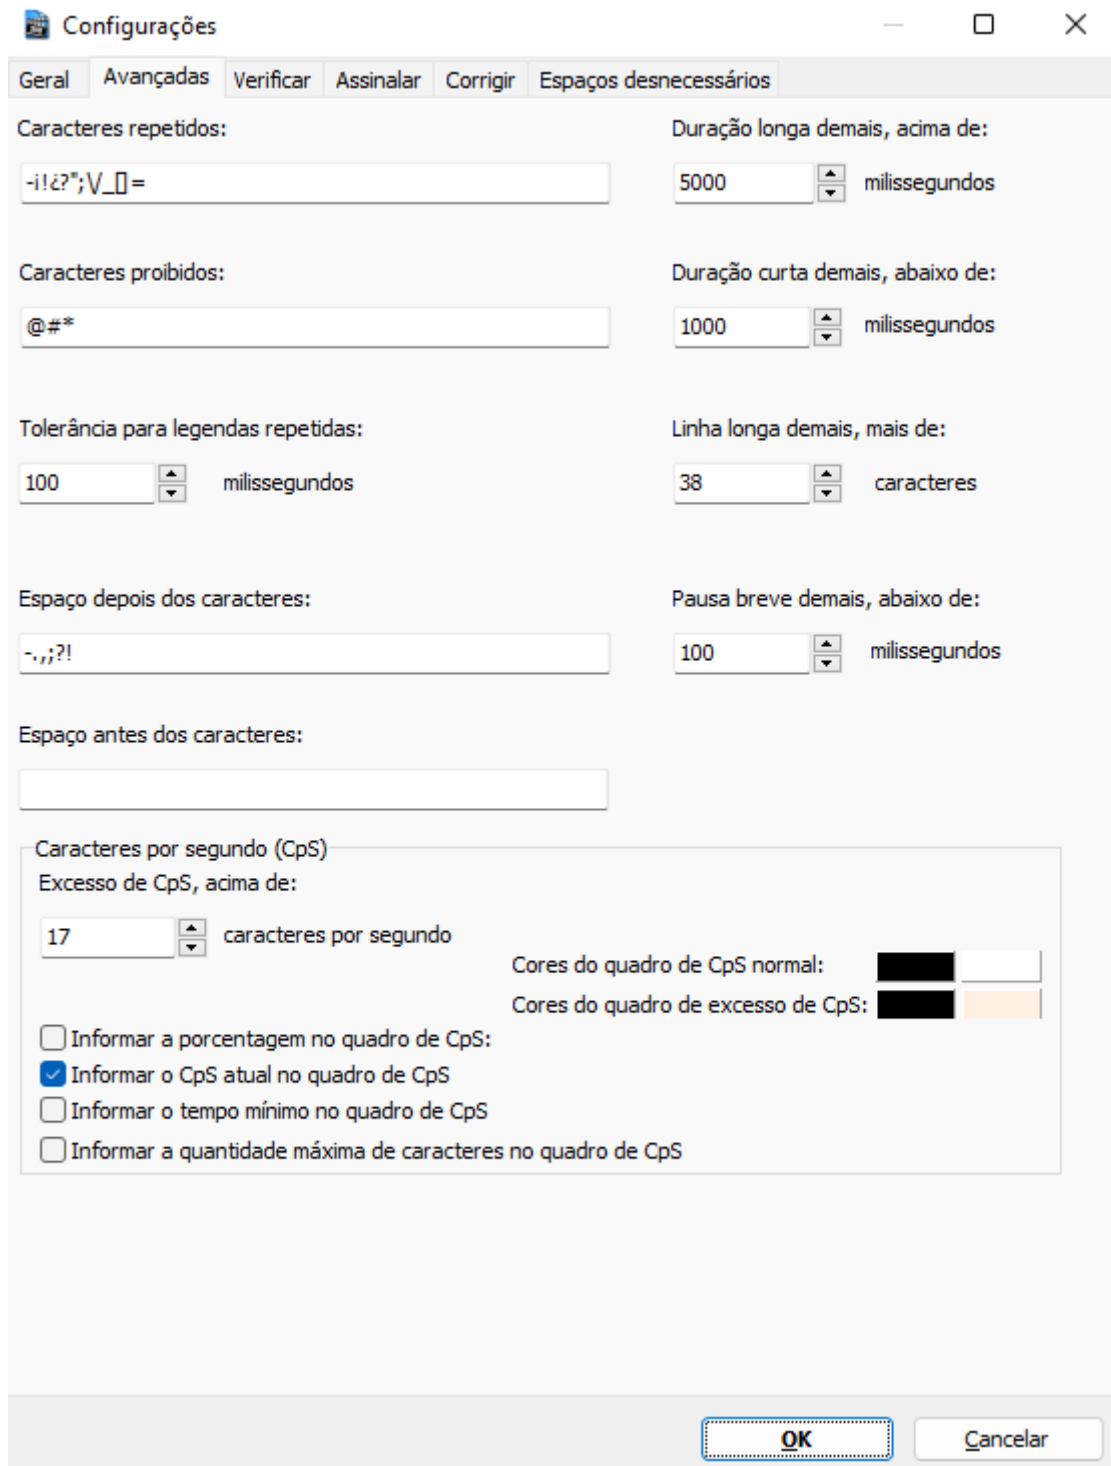 Configurações
Geral Avançadas Verificar Assinalar Corrigir Espaços desnecessários
Caracteres repetidos:
-¡!¿?";\/_[]=
Duração longa demais, acima de:
5000 milissegundos
Caracteres proibidos:
@#*
Duração curta demais, abaixo de:
1000 milissegundos
Tolerância para legendas repetidas:
100 milissegundos
Linha longa demais, mais de:
38 caracteres
Espaço depois dos caracteres:
-.,;?!
Pausa breve demais, abaixo de:
100 milissegundos
Espaço antes dos caracteres:
Caracteres por segundo (CpS)
Excesso de CpS, acima de:
17 caracteres por segundo
Cores do quadro de CpS normal:
Cores do quadro de excesso de CpS:
Informar a porcentagem no quadro de CpS:
Informar o CpS atual no quadro de CpS
Informar o tempo mínimo no quadro de CpS
Informar a quantidade máxima de caracteres no quadro de CpS
OK Cancelar